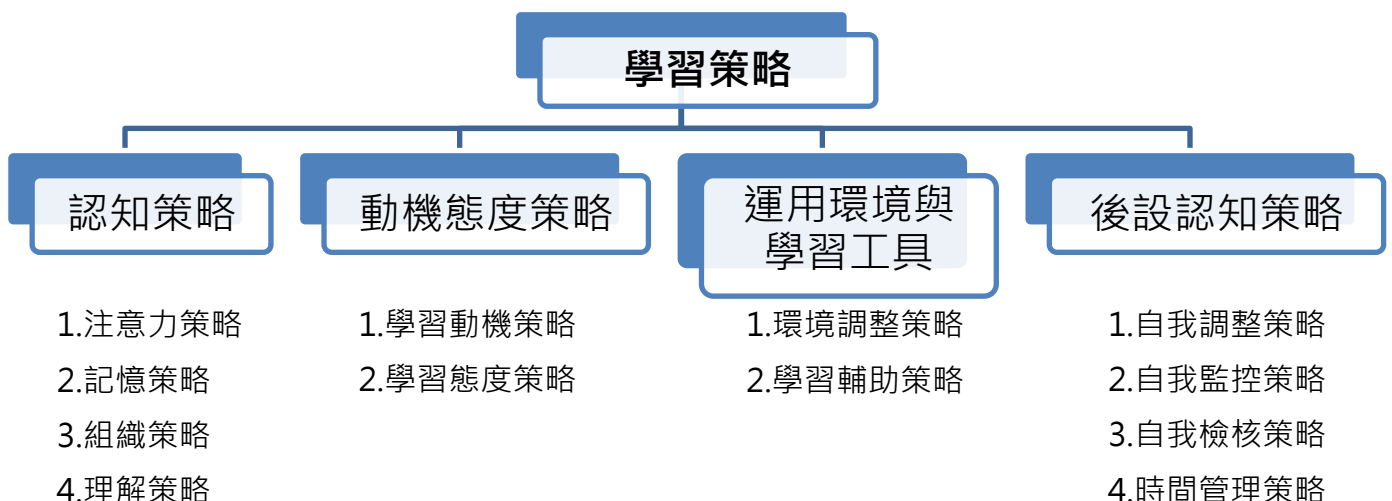 學習策略
認知策略
1.注意力策略
2.記憶策略
3.組織策略
4.理解策略
動機態度策略
1.學習動機策略
2.學習態度策略
運用環境與
學習工具
1.環境調整策略
2.學習輔助策略
後設認知策略
1.自我調整策略
2.自我監控策略
3.自我檢核策略
4.時間管理策略